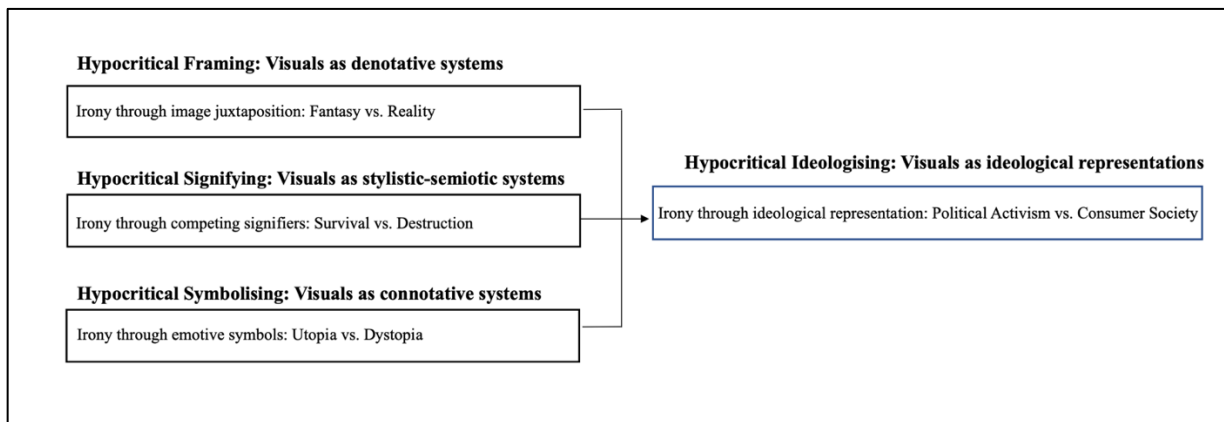 Hypocritical Framing: Visuals as denotative systems
Irony through image juxtaposition: Fantasy vs. Reality
Hypocritical Signifying: Visuals as stylistic-semiotic systems
Irony through competing signifiers: Survival vs. Destruction
Hypocritical Symbolising: Visuals as connotative systems
Irony through emotive symbols: Utopia vs. Dystopia
Hypocritical Ideologising: Visuals as ideological representations
Irony through ideological representation: Political Activism vs. Consumer Society